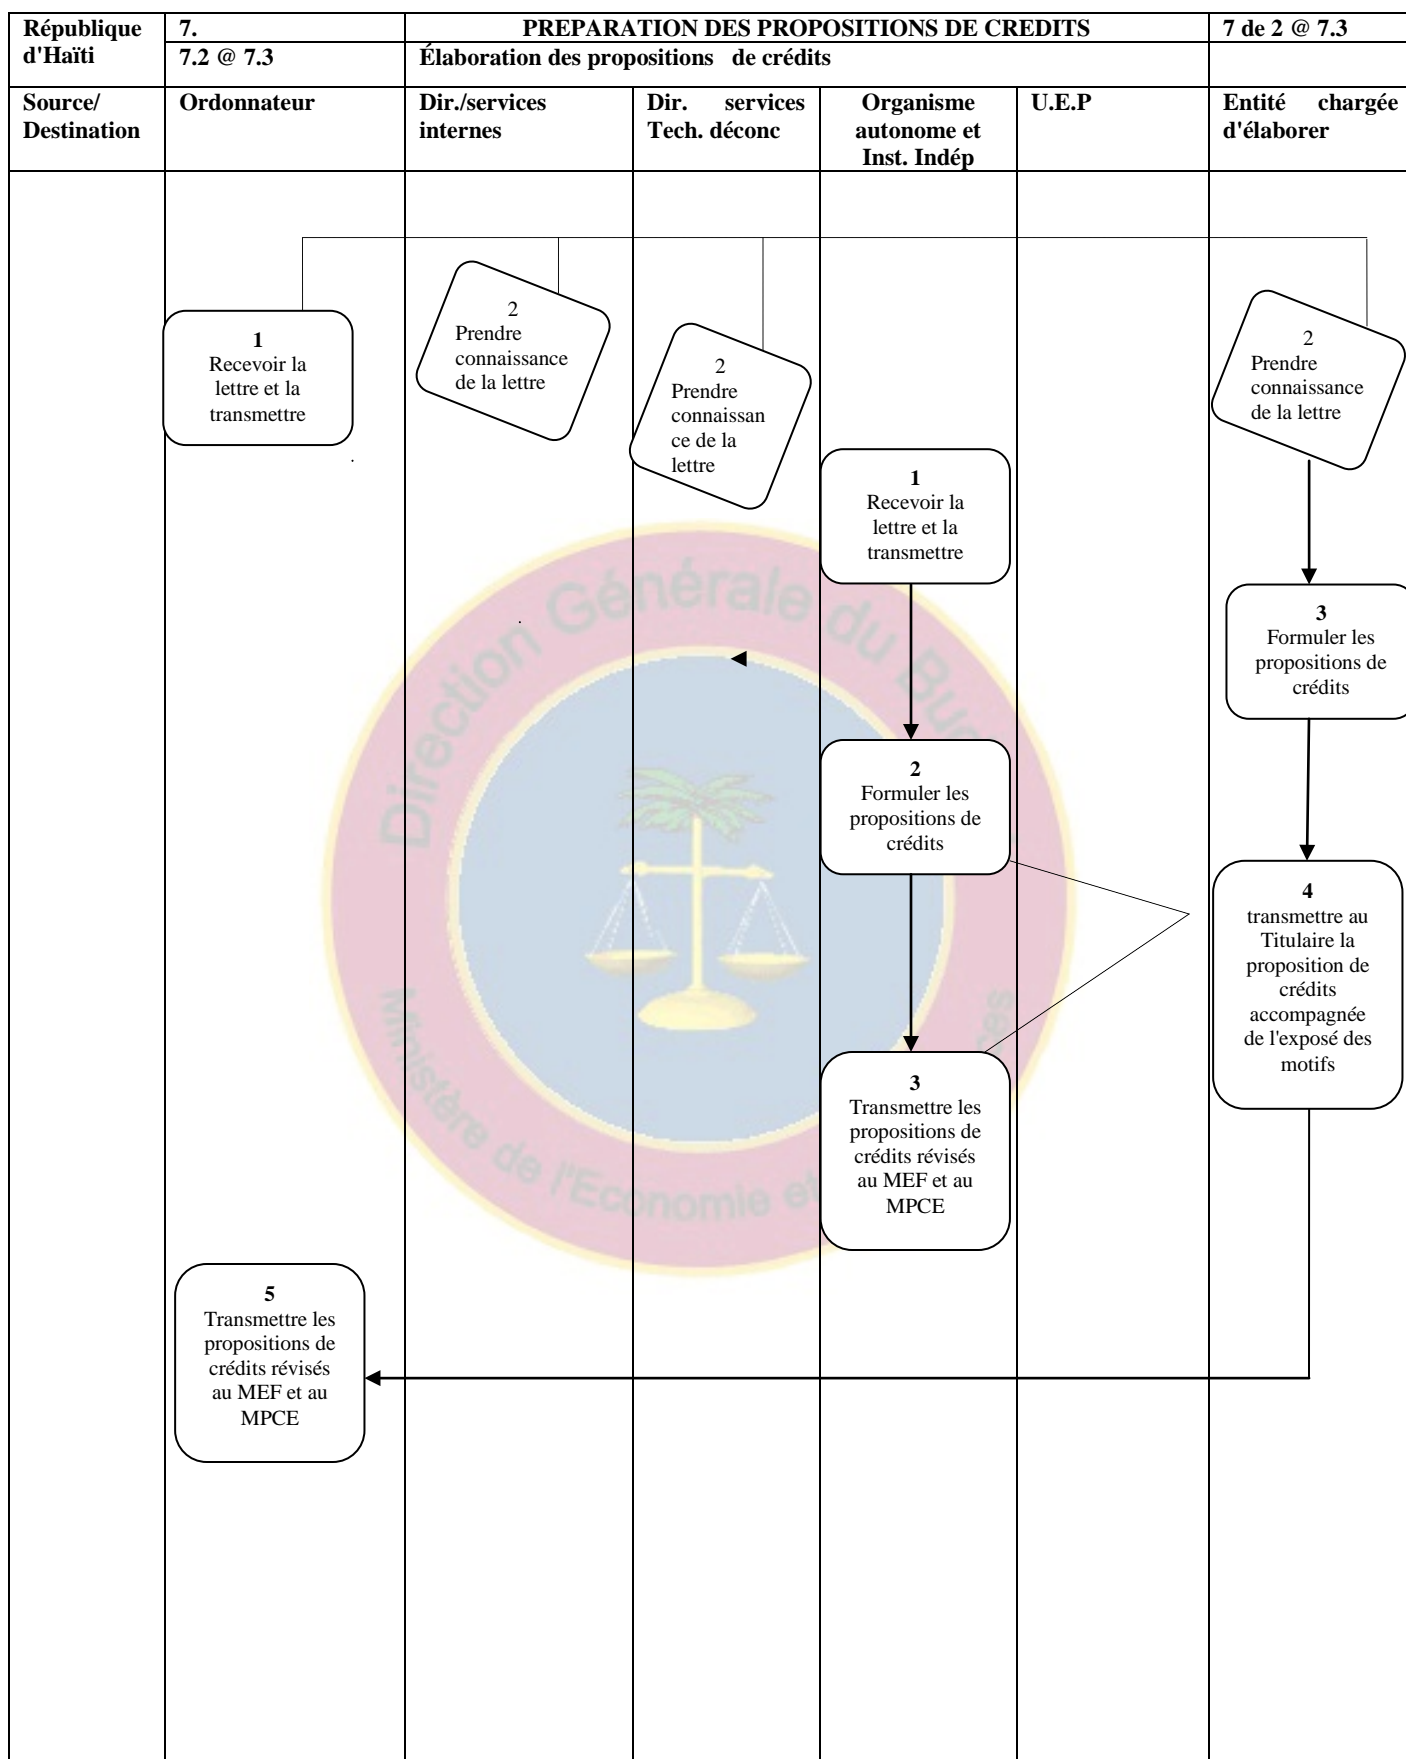 République d'Haïti
7.
PREPARATION DES PROPOSITIONS DE CREDITS
7 de 2 @ 7.3
7.2 @ 7.3
Élaboration des propositions de crédits
Source/
Destination
Ordonnateur
Dir./services
internes
Dir. services
Tech. déconc
Organisme
autonome et
Inst. Indép
U.E.P
Entité chargée
d'élaborer
1
Recevoir la
lettre et la
transmettre
2
Prendre
connaissance
de la lettre
2
Prendre
connaissan
ce de la
lettre
2
Prendre
connaissance
de la lettre
1
Recevoir la
lettre et la
transmettre
3
Formuler les
propositions de
crédits
2
Formuler les
propositions de
crédits
4
transmettre au
Titulaire la
proposition de
crédits
accompagnée
de l'exposé des
motifs
3
Transmettre les
propositions de
crédits révisés
au MEF et au
MPCE
5
Transmettre les
propositions de
crédits révisés
au MEF et au
MPCE
Direction Générale du
Ministère de l'Economie et